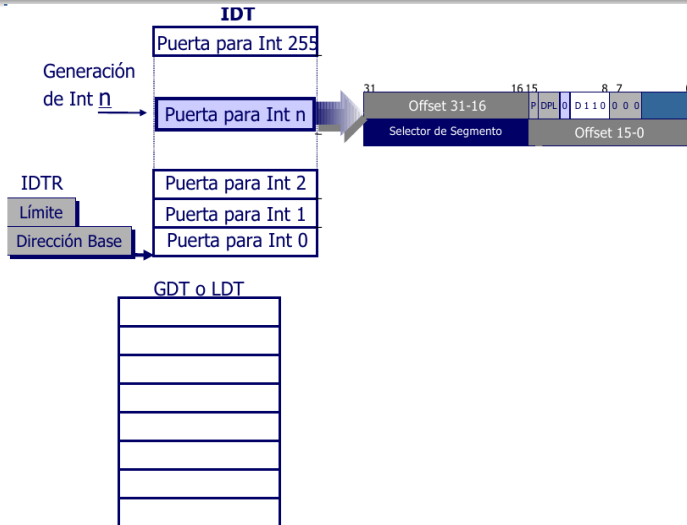 IDT
Puerta para Int 255
Generación
de Int n
Puerta para Int n
31 16 15 8 7
Offset 31-16 P DPL 0 D 1 1 0 0 0 0
Selector de Segmento Offset 15-0
IDTR
Límite
Dirección Base
Puerta para Int 2
Puerta para Int 1
Puerta para Int 0
GDT o LDT